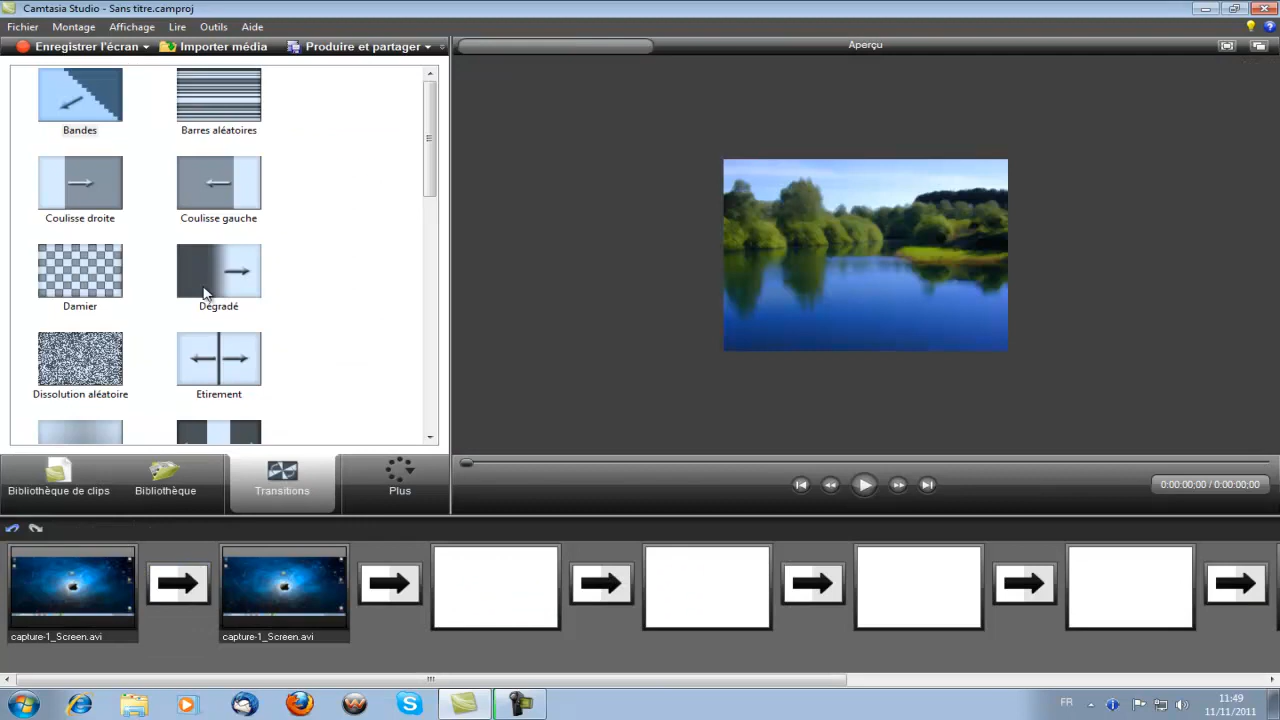 Camtasia Studio - Sans titre.camproj
Fichier Montage Affichage Lire Outils Aide
Enregistrer l'écran Importer média Produire et partager
Aperçu
Bandes Barres aléatoires
Coulisse droite Coulisse gauche
Damier Dégradé
Dissolution aléatoire Etirement
Bibliothèque de clips Bibliothèque Transitions Plus
0:00:00;00 / 0:00:00;00
capture-1_Screen.avi capture-1_Screen.avi
FR
11:49
11/11/2011